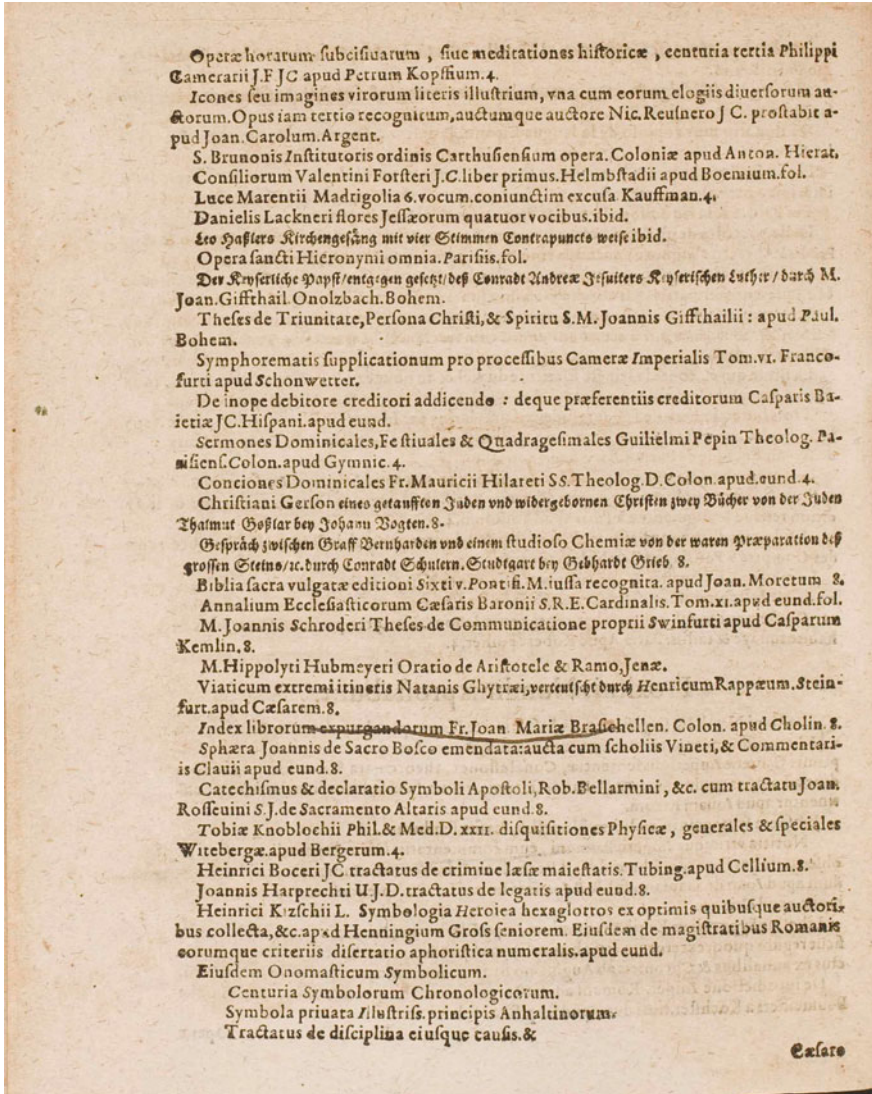 Operæ horarum ſubciſiuarum , ſiue meditationes hiſtoricæ , centuria tertia Philippi
Camerarii J.F JC apud Petrum Kopffium.4.
Icones ſeu imagines virorum literis illuſtrium, vna cum eorum elogiis diuerſorum au-
ctorum.Opus iam tertio recognitum,auctumque auctore Nic.Reuſnero J C. proſtabit a-
pud Joan.Carolum.Argent.
S. Brunonis Inſtitutoris ordinis Carthuſienſium opera. Coloniæ apud Anton. Hierat.
Conſiliorum Valentini Forſteri J.C.liber primus.Helmbſtadii apud Boemium.fol.
Luce Marentii Madrigolia 6.vocum.coniunctim excuſa Kauffman.4.
Danielis Lackneri flores Jeſſæorum quatuor vocibus.ibid.
Leo Haßlers Kirchengeſäng mit vier Stimmen Contrapuncts weiſe ibid.
Opera ſancti Hieronymi omnia.Pariſiis.fol.
Der Keyſerliche Papſt/entgegen geſetzt/deß Conradt Andreæ Jeſuiters Keyſeriſchen Luther / durch M.
Joan.Giffthail.Onolzbach.Bohem.
Theſes de Triunitate,Perſona Chriſti,& Spiritu S.M.Joannis Giffthailii : apud Paul.
Bohem.
Symphorematis ſupplicationum pro proceſſibus Cameræ Imperialis Tom.vi. Franco-
furti apud Schonwetter.
De inope debitore creditori addicendo : deque præferentiis creditorum Caſparis Ba-
ietiæ JC.Hiſpani.apud eund.
Sermones Dominicales,Feſtiuales & Quadrageſimales Guilielmi Pepin Theolog. Pa-
riſienſ.Colon.apud Gymnic.4.
Conciones Dominicales Fr.Mauricii Hilareti SS.Theolog.D.Colon.apud.eund.4.
Chriſtiani Gerſon eines getaufften Juden vnd widergebornen Chriſten zwey Bücher von der Juden
Thalmut Goßlar bey Johann Vogten.8.
Geſpräch zwiſchen Graff Bernharden vnd einem ſtudioſo Chemiæ von der waren Præparation deß
groſſen Steins/ꝛc.durch Conradt Schulern.Studtgart bey Gebhardt Grieb. 8.
Biblia ſacra vulgatæ editioni Sixti v.Pontifi.M.iuſſa recognita. apud Joan. Moretum 8.
Annalium Eccleſiaſticorum Cæſaris Baronii S.R.E.Cardinalis.Tom.xi.apud eund.fol.
M.Joannis Schroderi Theſes de Communicatione proprii Swinfurti apud Caſparum
Kemlin.8.
M.Hippolyti Hubmeyeri Oratio de Ariſtotele & Ramo,Jenæ.
Viaticum extremi itineris Natanis Ghytræi,verteutſcht durch Henricum Rappæum.Stein-
furt.apud Cæſarem.8.
Index librorum expurgandorum Fr.Joan Mariæ Braſichellen. Colon. apud Cholin. 8.
Sphæra Joannis de Sacro Boſco emendata:aucta cum ſcholiis Vineti,& Commentari-
is Clauii apud eund.8.
Catechiſmus & declaratio Symboli Apoſtoli,Rob.Bellarmini , &c. cum tractatu Joan.
Roſſeuini S.J.de Sacramento Altaris apud eund.8.
Tobiæ Knoblochii Phil.& Med.D.xxii. diſquiſitiones Phyſicæ , generales & ſpeciales
Witebergæ.apud Bergerum.4.
Heinrici Boceri JC tractatus de crimine læſæ maieſtatis.Tubing.apud Cellium.8.
Joannis Harprechti U.J.D.tractatus de legatis apud eund.8.
Heinrici Kizſchii L. Symbologia Heroica hexaglottos ex optimis quibuſque auctori-
bus collecta,&c.apud Henningium Groſs ſeniorem. Eiuſdem de magiſtratibus Romanis
eorumque criteriis diſertatio aphoriſtica numeralis.apud eund.
Eiuſdem Onomaſticum Symbolicum.
Centuria Symbolorum Chronologicorum.
Symbola priuata Illuſtriſs.principis Anhaltinorum.
Tractatus de diſciplina eiuſque cauſis.&
Cæſare